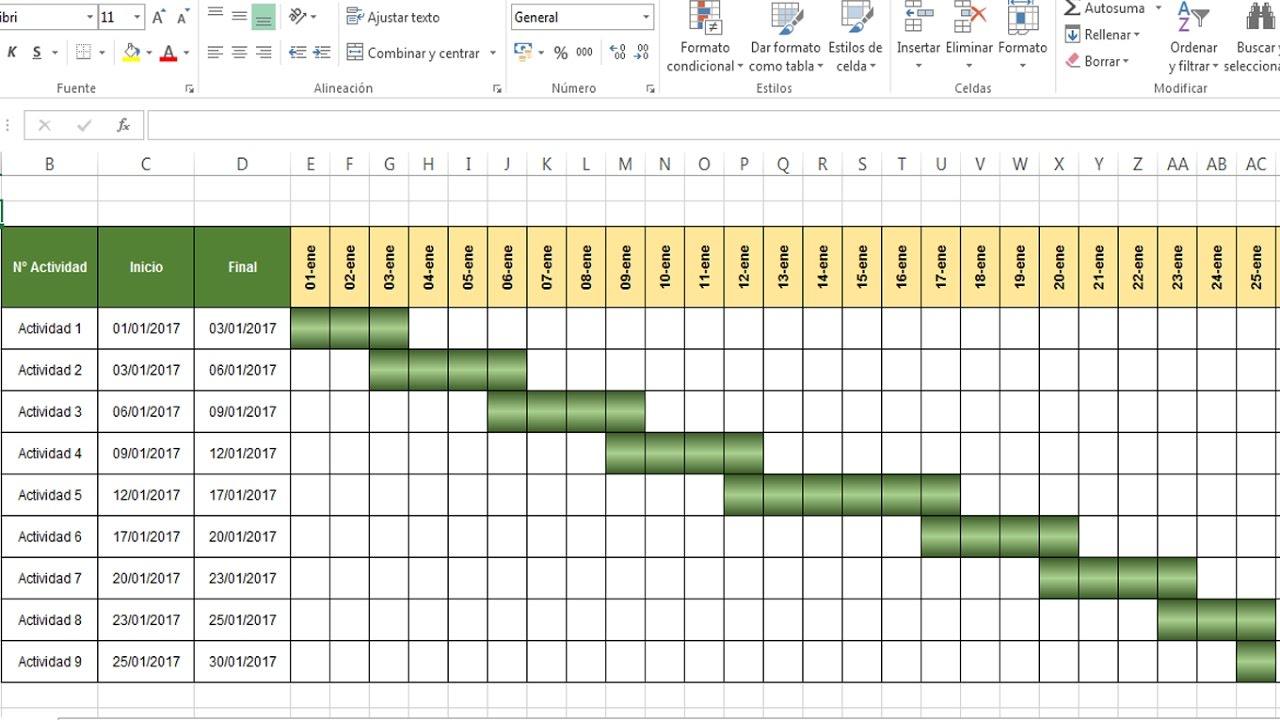 11 A A Ajustar texto General Autosuma
K S A Combinar y centrar % 000 Formato condicional Dar formato como tabla Estilos de celda Insertar Eliminar Formato Rellenar Borrar Ordenar y filtrar Buscar y
Fuente Alineación Número Estilos Celdas Modificar
fx
B C D E F G H I J K L M N O P Q R S T U V W X Y Z AA AB AC
N° Actividad Inicio Final 01-ene 02-ene 03-ene 04-ene 05-ene 06-ene 07-ene 08-ene 09-ene 10-ene 11-ene 12-ene 13-ene 14-ene 15-ene 16-ene 17-ene 18-ene 19-ene 20-ene 21-ene 22-ene 23-ene 24-ene 25-ene
Actividad 1 01/01/2017 03/01/2017
Actividad 2 03/01/2017 06/01/2017
Actividad 3 06/01/2017 09/01/2017
Actividad 4 09/01/2017 12/01/2017
Actividad 5 12/01/2017 17/01/2017
Actividad 6 17/01/2017 20/01/2017
Actividad 7 20/01/2017 23/01/2017
Actividad 8 23/01/2017 25/01/2017
Actividad 9 25/01/2017 30/01/2017